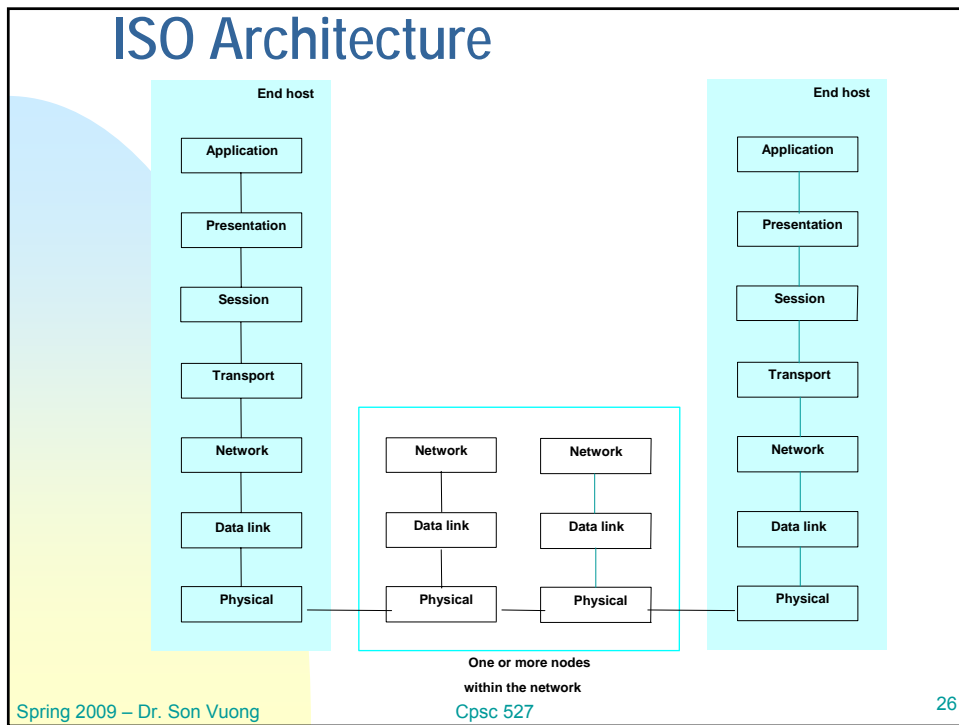 ISO Architecture
End host
End host
Application
Application
Presentation
Presentation
Session
Session
Transport
Transport
Network
Network
Network
Network
Data link
Data link
Data link
Data link
Physical
Physical
Physical
Physical
One or more nodes
within the network
Spring 2009 – Dr. Son Vuong
Cpsc 527
26